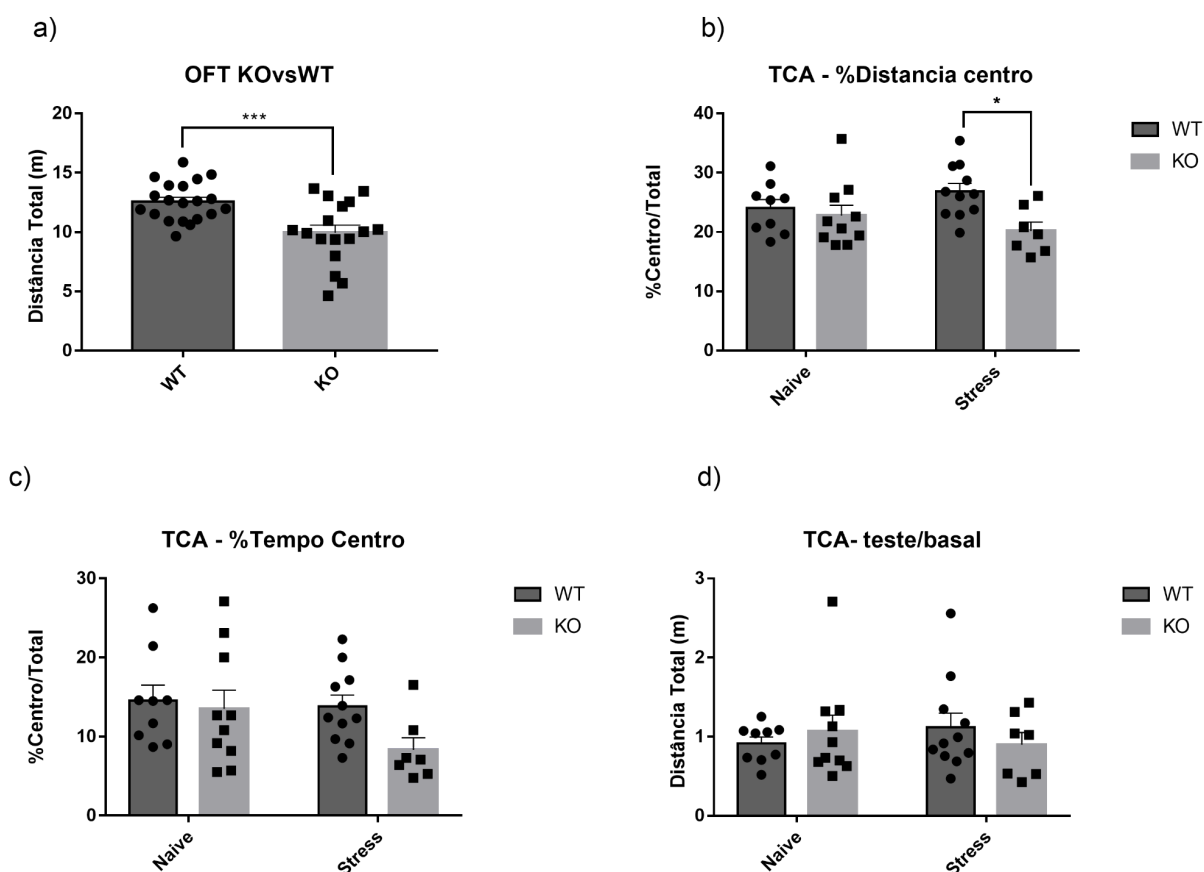 a)
OFT KOvsWT
Distância Total (m)
20
15
10
5
0
***
WT
KO
b)
TCA - %Distancia centro
%Centro/Total
40
30
20
10
0
*
Naive
Stress
WT
KO
c)
TCA - %Tempo Centro
%Centro/Total
30
20
10
0
Naive
Stress
WT
KO
d)
TCA- teste/basal
Distância Total (m)
3
2
1
0
Naive
Stress
WT
KO